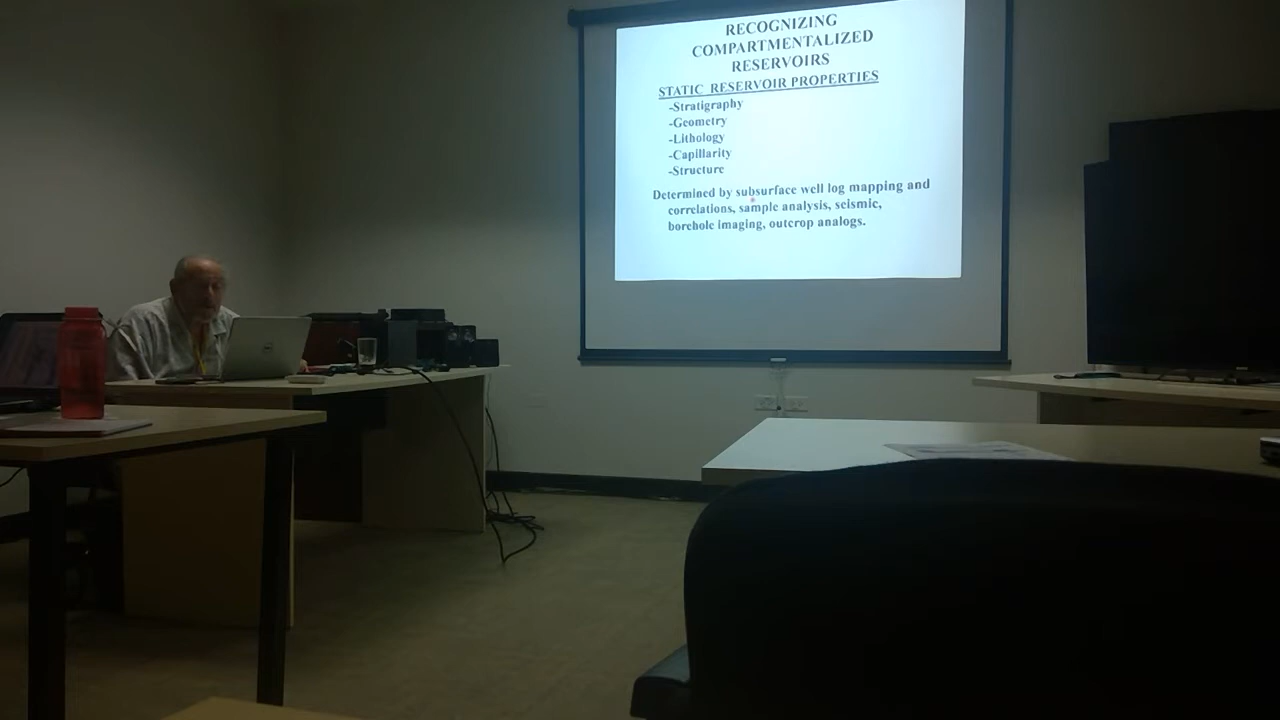 RECOGNIZING
COMPARTMENTALIZED
RESERVOIRS
STATIC RESERVOIR PROPERTIES
-Stratigraphy
-Geometry
-Lithology
-Capillarity
-Structure
Determined by subsurface well log mapping and
correlations, sample analysis, seismic,
borehole imaging, outcrop analogs.